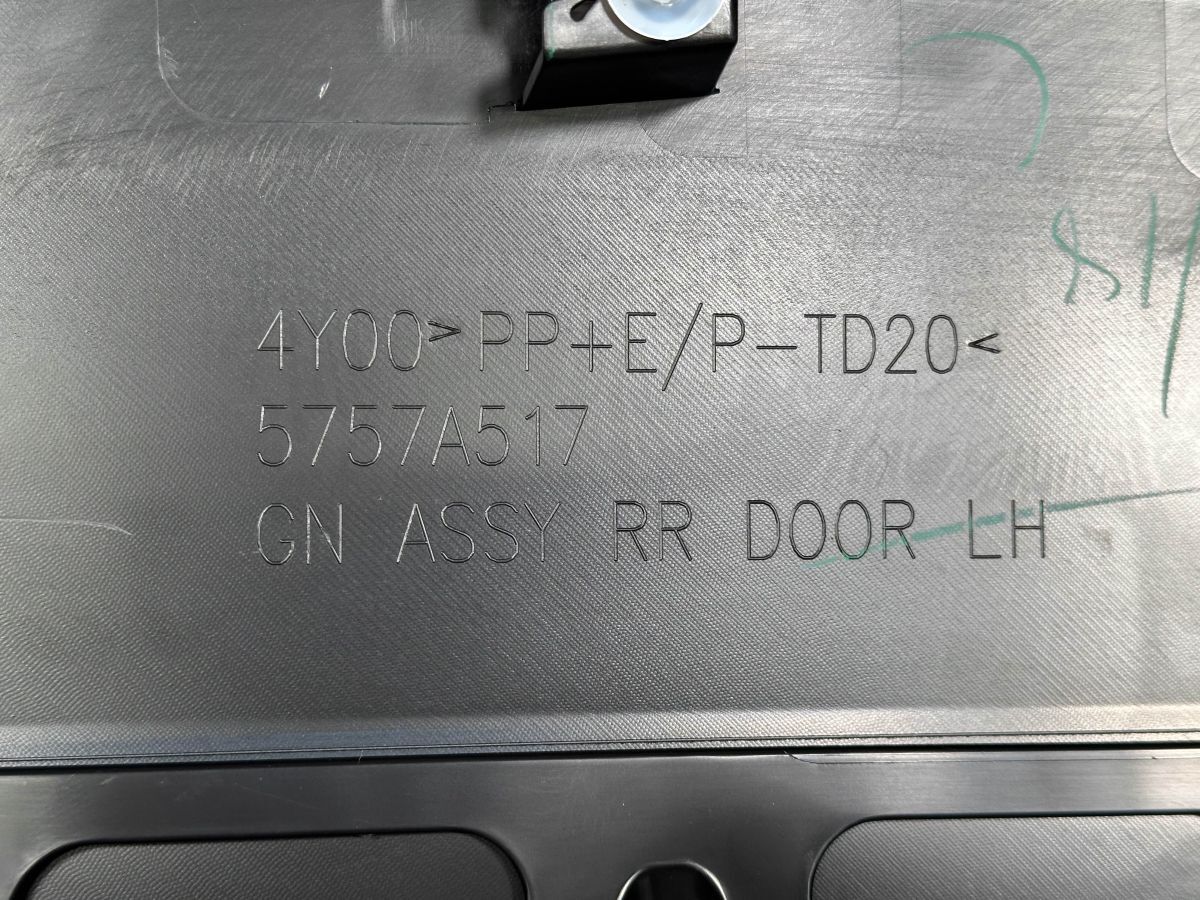 4Y00>PP+E/P-TD20<
5757A517
GN ASSY RR DOOR LH